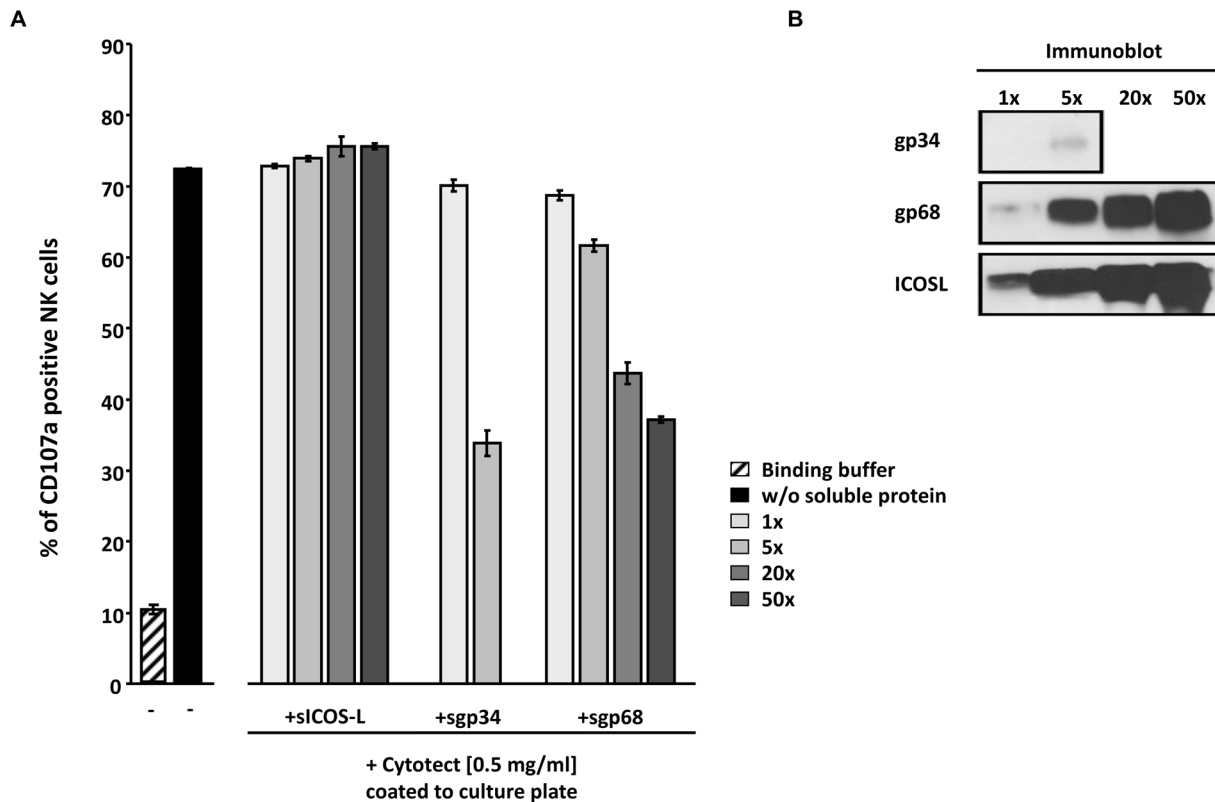 A
B
% of CD107a positive NK cells
90
80
70
60
50
40
30
20
10
0
- -
+sICOS-L +sgp34 +sgp68
+ Cytotect [0.5 mg/ml]
coated to culture plate
Binding buffer
w/o soluble protein
1x
5x
20x
50x
Immunoblot
1x 5x 20x 50x
gp34
gp68
ICOSL